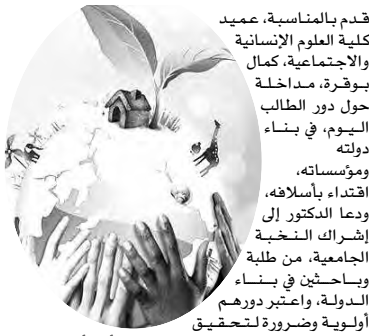 قدم بالمناسبة، عميد
كلية العلوم الإنسانية
والاجتماعية، كمال
بوقرة، مداخلة
حول دور الطالب
اليوم، في بناء
دولته
ومؤسساته،
اقتداء بأسلافه،
ودعا الدكتور إلى
إشراك النخبة
الجامعية، من طلبة
وباحثين في بناء
الدولة، واعتبر دورهم
أولوية وضرورة لتحقيق